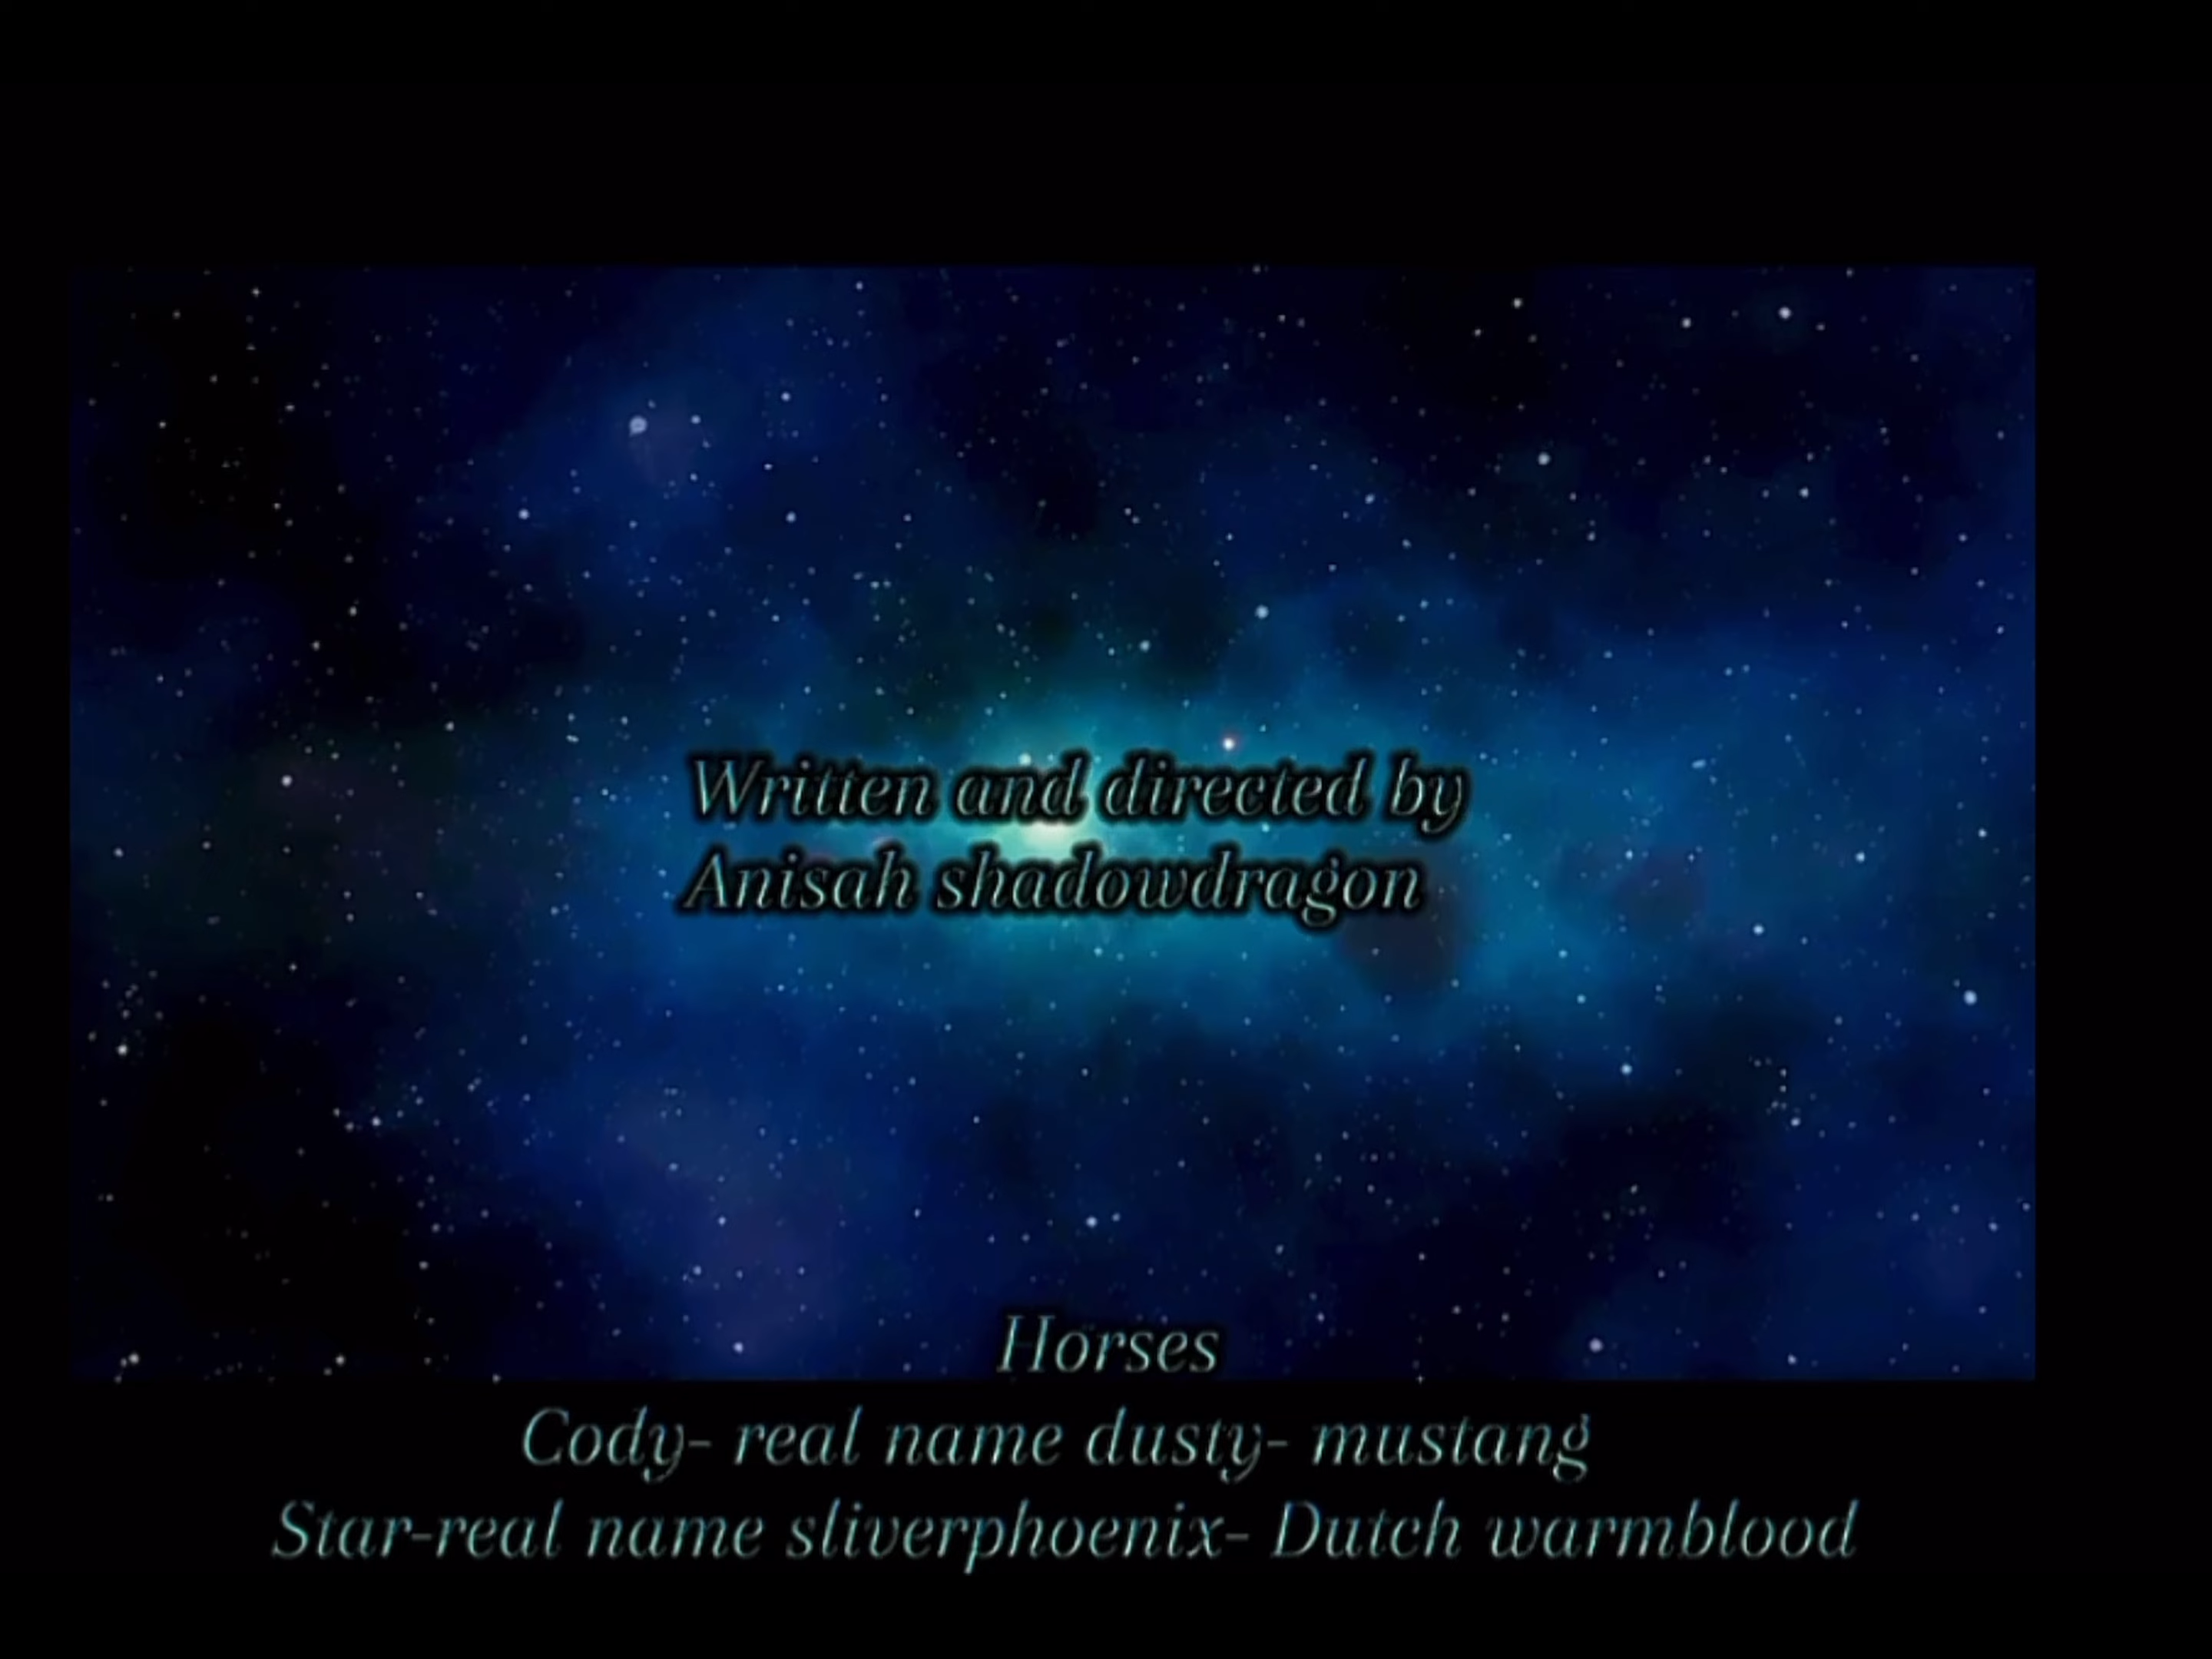 Written and directed by
Anisah shadowdragon
Horses
Cody- real name dusty- mustang
Star-real name sliverphoenix- Dutch warmblood